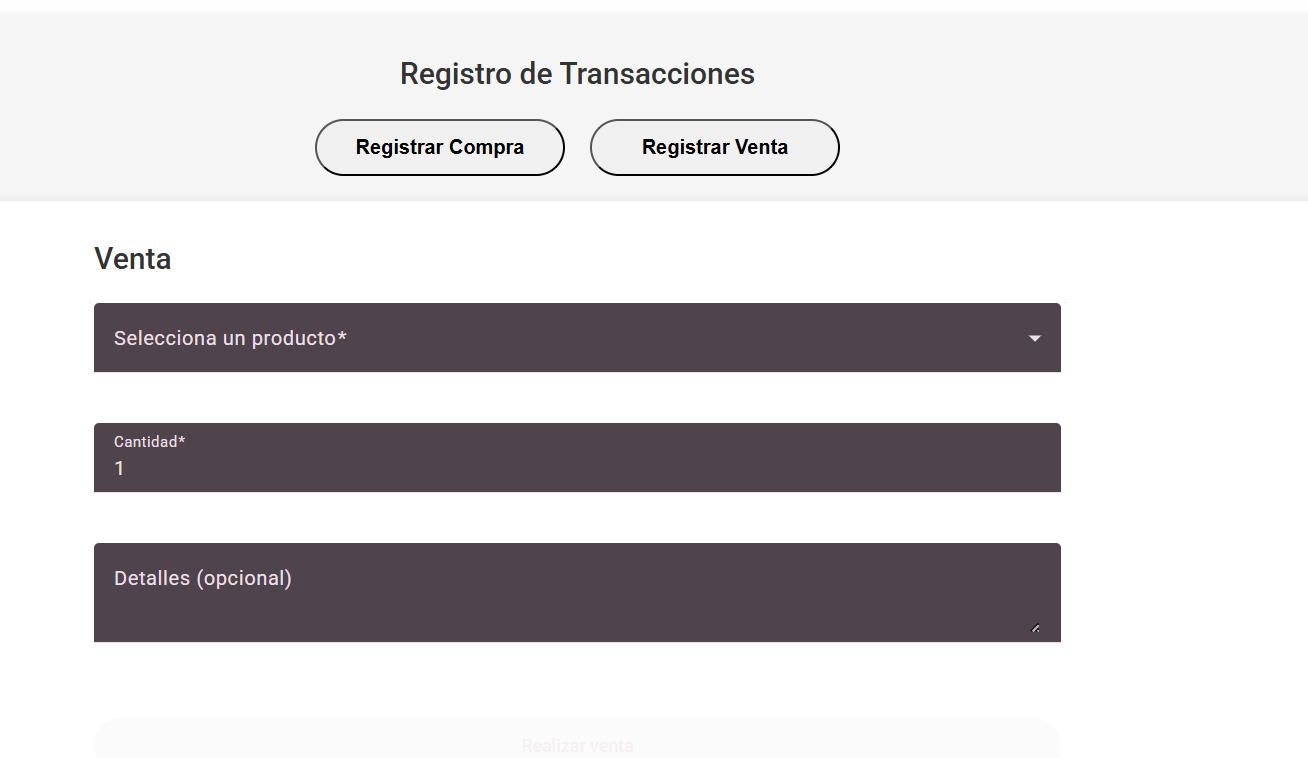 Registro de Transacciones
Registrar Compra Registrar Venta
Venta
Selecciona un producto*
Cantidad*
1
Detalles (opcional)
Realizar venta